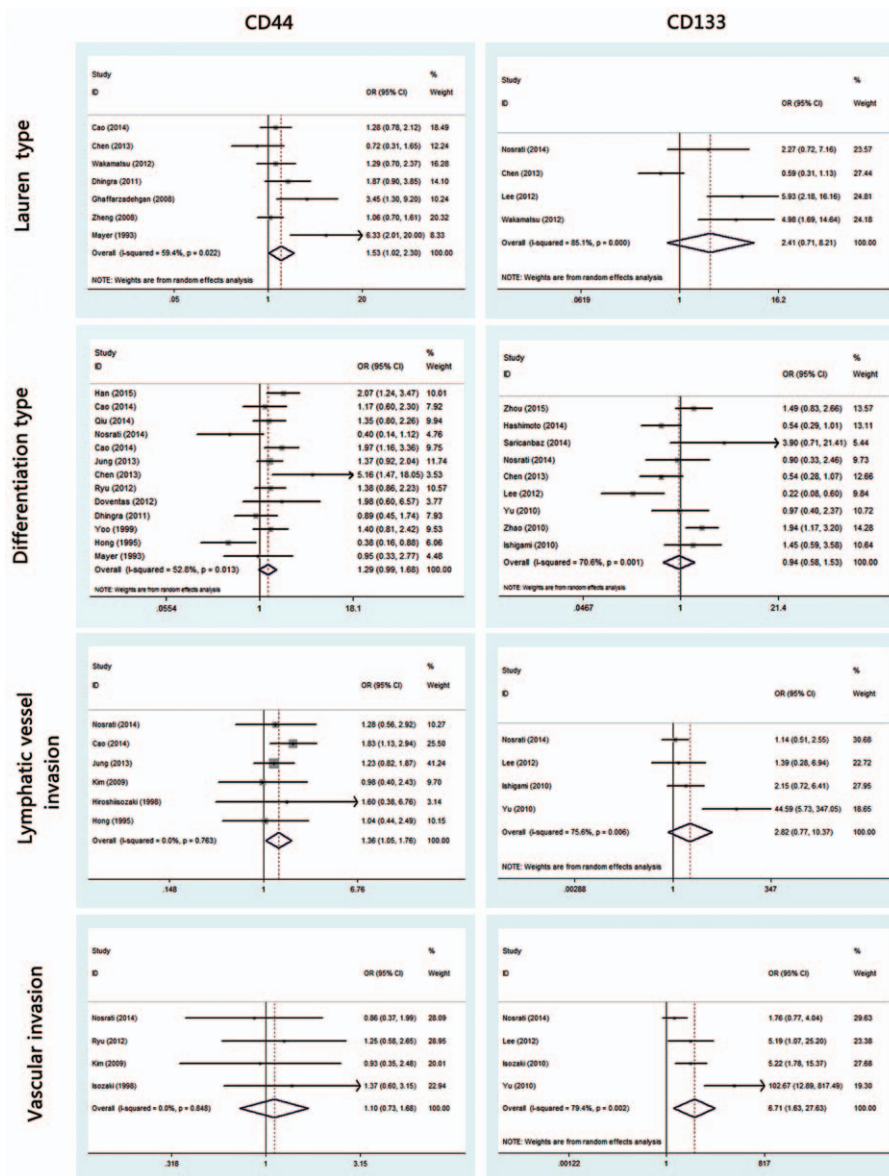 CD44
CD133
Lauren type
Study %
ID OR (95% CI) Weight
Cao (2014) 1.28 (0.78, 2.12) 18.49
Chen (2013) 0.72 (0.31, 1.65) 12.24
Wakamatsu (2012) 1.29 (0.70, 2.37) 16.28
Dhingra (2011) 1.87 (0.90, 3.85) 14.10
Ghaffarzadehgan (2008) 3.45 (1.30, 9.20) 10.24
Zheng (2008) 1.06 (0.70, 1.61) 20.32
Mayer (1993) 6.33 (2.01, 20.00) 8.33
Overall (I-squared = 59.4%, p = 0.022) 1.53 (1.02, 2.30) 100.00
NOTE: Weights are from random effects analysis
.05 1 20
Study %
ID OR (95% CI) Weight
Nosrati (2014) 2.27 (0.72, 7.16) 23.57
Chen (2013) 0.59 (0.31, 1.13) 27.44
Lee (2012) 5.93 (2.18, 16.16) 24.81
Wakamatsu (2012) 4.98 (1.69, 14.64) 24.18
Overall (I-squared = 85.1%, p = 0.000) 2.41 (0.71, 8.21) 100.00
NOTE: Weights are from random effects analysis
.0619 1 16.2
Differentiation type
Study %
ID OR (95% CI) Weight
Han (2015) 2.07 (1.24, 3.47) 10.01
Cao (2014) 1.17 (0.60, 2.30) 7.92
Qiu (2014) 1.35 (0.80, 2.26) 9.94
Nosrati (2014) 0.40 (0.14, 1.12) 4.76
Cao (2014) 1.97 (1.16, 3.36) 9.75
Jung (2013) 1.37 (0.92, 2.04) 11.74
Chen (2013) 5.16 (1.47, 18.05) 3.53
Ryu (2012) 1.38 (0.86, 2.23) 10.57
Doventas (2012) 1.98 (0.60, 6.57) 3.77
Dhingra (2011) 0.89 (0.45, 1.74) 7.93
Yoo (1999) 1.40 (0.81, 2.42) 9.53
Hong (1995) 0.38 (0.16, 0.88) 6.06
Mayer (1993) 0.95 (0.33, 2.77) 4.48
Overall (I-squared = 52.8%, p = 0.013) 1.29 (0.99, 1.68) 100.00
NOTE: Weights are from random effects analysis
.0554 1 18.1
Study %
ID OR (95% CI) Weight
Zhou (2015) 1.49 (0.83, 2.66) 13.57
Hashimoto (2014) 0.54 (0.29, 1.01) 13.11
Saricanbaz (2014) 3.90 (0.71, 21.41) 5.44
Nosrati (2014) 0.90 (0.33, 2.46) 9.73
Chen (2013) 0.54 (0.28, 1.07) 12.66
Lee (2012) 0.22 (0.08, 0.60) 9.84
Yu (2010) 0.97 (0.40, 2.37) 10.72
Zhao (2010) 1.94 (1.17, 3.20) 14.28
Ishigami (2010) 1.45 (0.59, 3.58) 10.64
Overall (I-squared = 70.6%, p = 0.001) 0.94 (0.58, 1.53) 100.00
NOTE: Weights are from random effects analysis
.0467 1 21.4
Lymphatic vessel
invasion
Study %
ID OR (95% CI) Weight
Nosrati (2014) 1.28 (0.56, 2.92) 10.27
Cao (2014) 1.83 (1.13, 2.94) 25.50
Jung (2013) 1.23 (0.82, 1.87) 41.24
Kim (2009) 0.98 (0.40, 2.43) 9.70
HiroshiIsozaki (1998) 1.60 (0.38, 6.76) 3.14
Hong (1995) 1.04 (0.44, 2.49) 10.15
Overall (I-squared = 0.0%, p = 0.763) 1.36 (1.05, 1.76) 100.00
.148 1 6.76
Study %
ID OR (95% CI) Weight
Nosrati (2014) 1.14 (0.51, 2.55) 30.68
Lee (2012) 1.39 (0.28, 6.94) 22.72
Ishigami (2010) 2.15 (0.72, 6.41) 27.95
Yu (2010) 44.59 (5.73, 347.05) 18.65
Overall (I-squared = 75.6%, p = 0.006) 2.82 (0.77, 10.37) 100.00
NOTE: Weights are from random effects analysis
.00288 1 347
Vascular invasion
Study %
ID OR (95% CI) Weight
Nosrati (2014) 0.86 (0.37, 1.99) 28.09
Ryu (2012) 1.25 (0.58, 2.65) 28.95
Kim (2009) 0.93 (0.35, 2.48) 20.01
Isozaki (1998) 1.37 (0.60, 3.15) 22.94
Overall (I-squared = 0.0%, p = 0.848) 1.10 (0.73, 1.68) 100.00
.318 1 3.15
Study %
ID OR (95% CI) Weight
Nosrati (2014) 1.76 (0.77, 4.04) 29.63
Lee (2012) 5.19 (1.07, 25.20) 23.38
Isozaki (2010) 5.22 (1.78, 15.37) 27.68
Yu (2010) 102.67 (12.89, 817.49) 19.30
Overall (I-squared = 79.4%, p = 0.002) 6.71 (1.63, 27.63) 100.00
NOTE: Weights are from random effects analysis
.00122 1 817